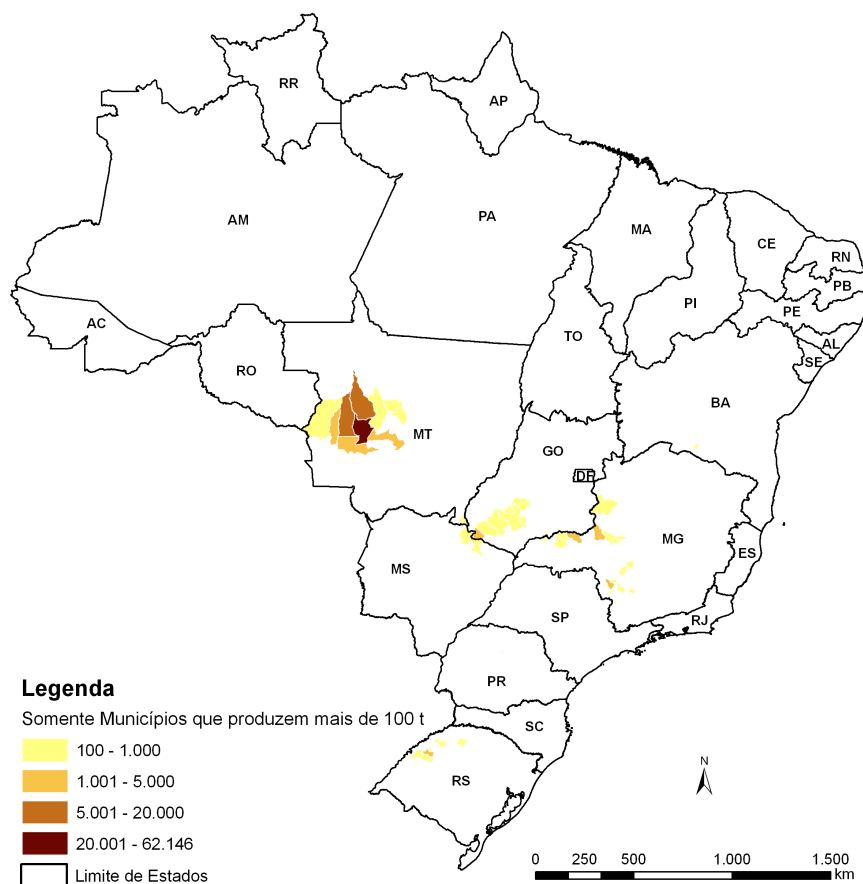 RR
AP
AM
PA
MA
CE
RN
PB
PE
PI
AL
SE
AC
TO
RO
BA
MT
GO
DF
MG
ES
MS
SP
RJ
PR
SC
RS
Legenda
Somente Municípios que produzem mais de 100 t
100 - 1.000
1.001 - 5.000
5.001 - 20.000
20.001 - 62.146
Limite de Estados
N
0 250 500 1.000 1.500
km